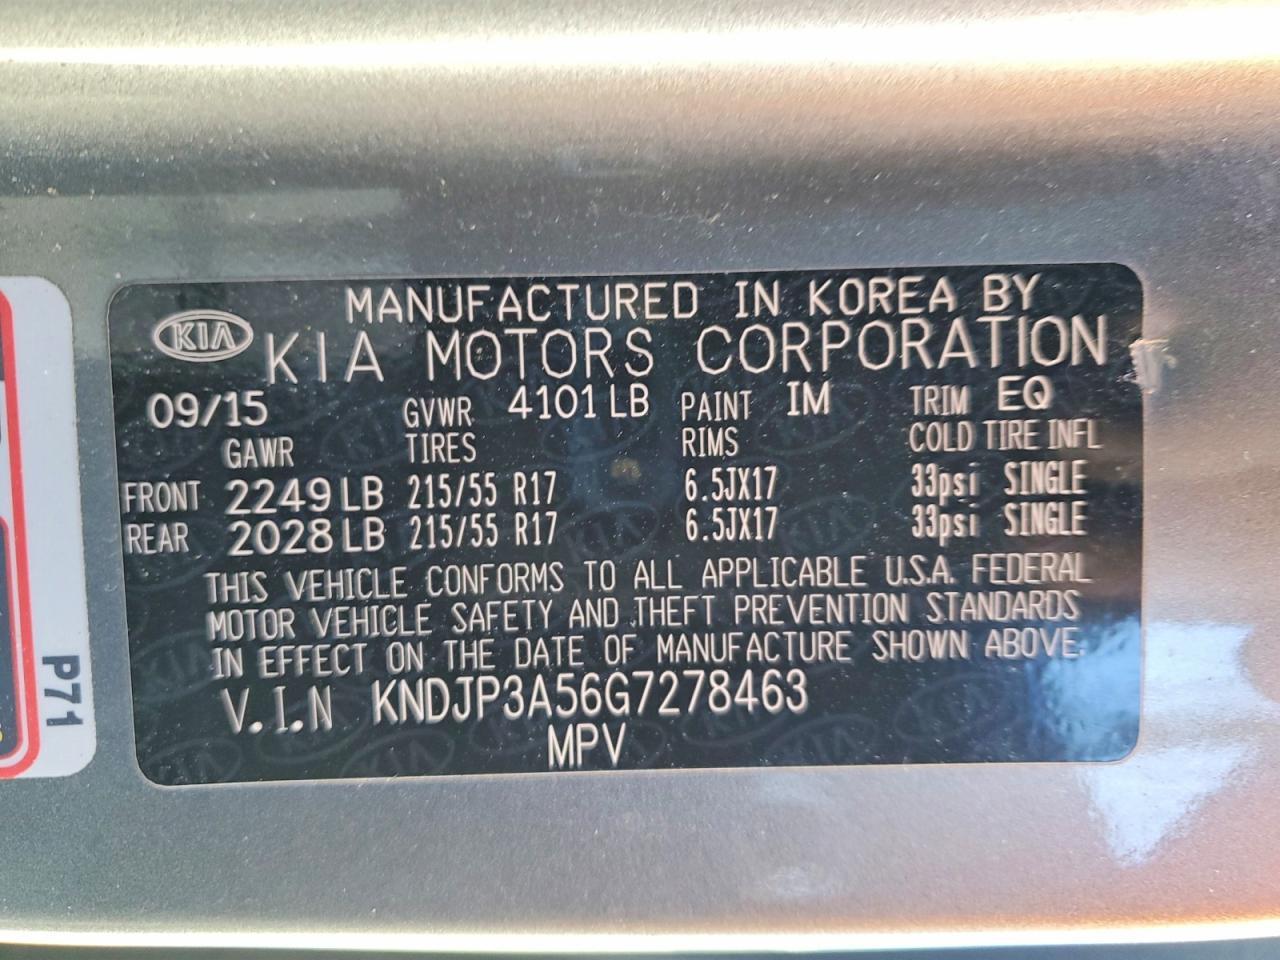 MANUFACTURED IN KOREA BY
KIA KIA MOTORS CORPORATION
09/15 GVWR 4101 LB PAINT IM TRIM EQ
GAWR TIRES RIMS COLD TIRE INFL
FRONT 2249 LB 215/55 R17 6.5JX17 33psi SINGLE
REAR 2028 LB 215/55 R17 6.5JX17 33psi SINGLE
THIS VEHICLE CONFORMS TO ALL APPLICABLE U.S.A. FEDERAL
MOTOR VEHICLE SAFETY AND THEFT PREVENTION STANDARDS
IN EFFECT ON THE DATE OF MANUFACTURE SHOWN ABOVE.
V.I.N KNDJP3A56G7278463
MPV
P71